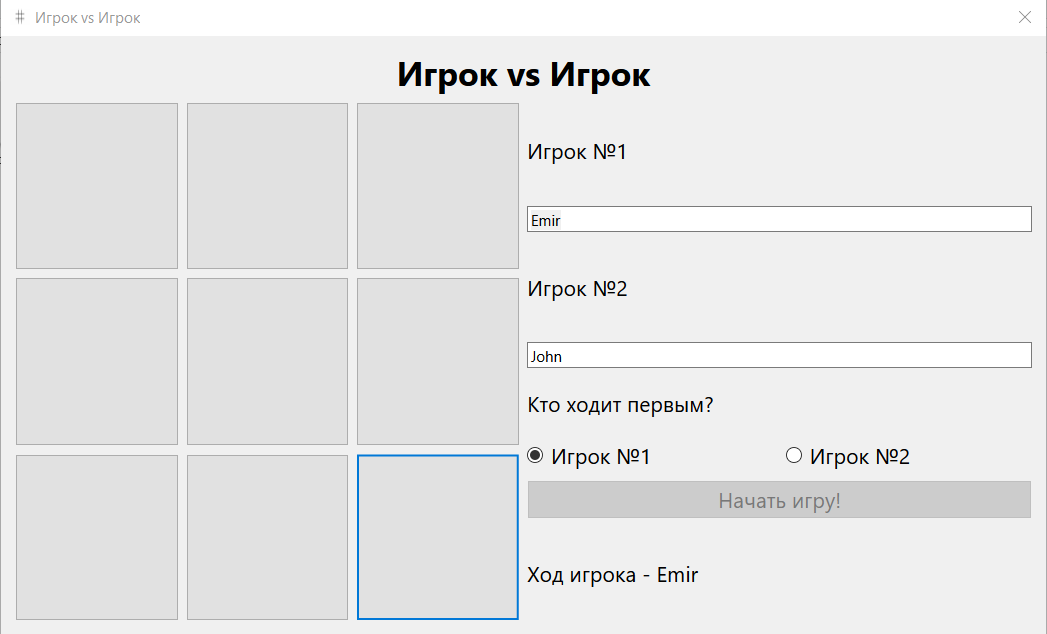 Игрок vs Игрок
Игрок vs Игрок
Игрок №1
Emir
Игрок №2
John
Кто ходит первым?
Игрок №1 Игрок №2
Начать игру!
Ход игрока - Emir